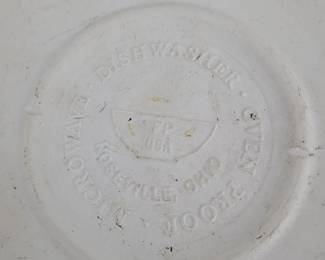 MICROWAVE · DISHWASHER · OVEN PROOF ·
USA
ROSEVILLE, OHIO